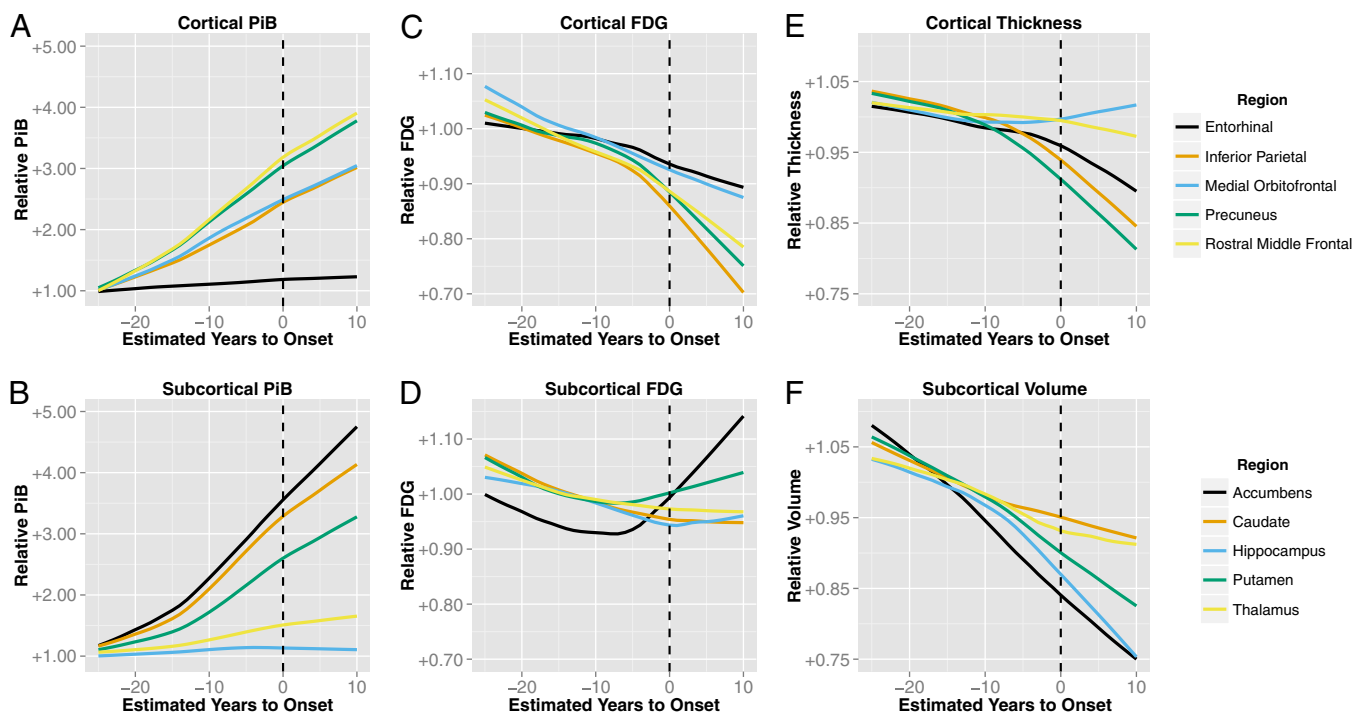 A
Cortical PiB
+5.00
+4.00
+3.00
+2.00
+1.00
Relative PiB
−20
−10
0
10
Estimated Years to Onset
C
Cortical FDG
+1.10
+1.00
+0.90
+0.80
+0.70
Relative FDG
−20
−10
0
10
Estimated Years to Onset
E
Cortical Thickness
+1.05
+0.95
+0.85
+0.75
Relative Thickness
−20
−10
0
10
Estimated Years to Onset
Region
Entorhinal
Inferior Parietal
Medial Orbitofrontal
Precuneus
Rostral Middle Frontal
B
Subcortical PiB
+5.00
+4.00
+3.00
+2.00
+1.00
Relative PiB
−20
−10
0
10
Estimated Years to Onset
D
Subcortical FDG
+1.10
+1.00
+0.90
+0.80
+0.70
Relative FDG
−20
−10
0
10
Estimated Years to Onset
F
Subcortical Volume
+1.05
+0.95
+0.85
+0.75
Relative Volume
−20
−10
0
10
Estimated Years to Onset
Region
Accumbens
Caudate
Hippocampus
Putamen
Thalamus